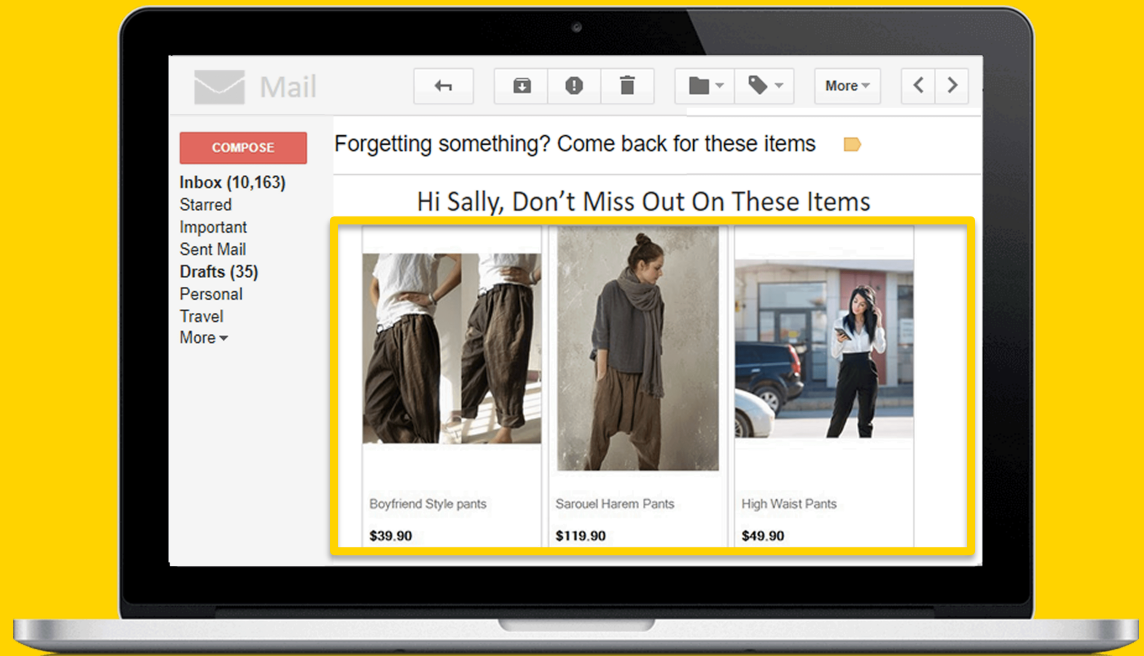 Mail
More
COMPOSE
Inbox (10,163)
Starred
Important
Sent Mail
Drafts (35)
Personal
Travel
More
Forgetting something? Come back for these items
Hi Sally, Don’t Miss Out On These Items
Boyfriend Style pants
$39.90
Sarouel Harem Pants
$119.90
High Waist Pants
$49.90